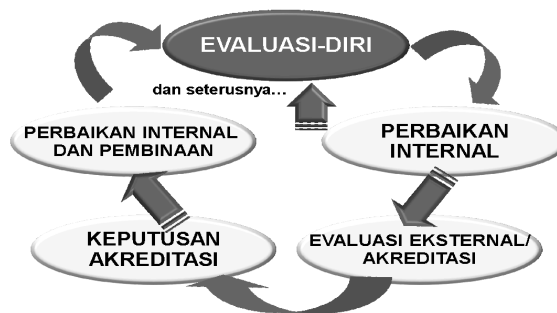 EVALUASI-DIRI
dan seterusnya...
PERBAIKAN
INTERNAL
EVALUASI EKSTERNAL/
AKREDITASI
KEPUTUSAN
AKREDITASI
PERBAIKAN INTERNAL
DAN PEMBINAAN